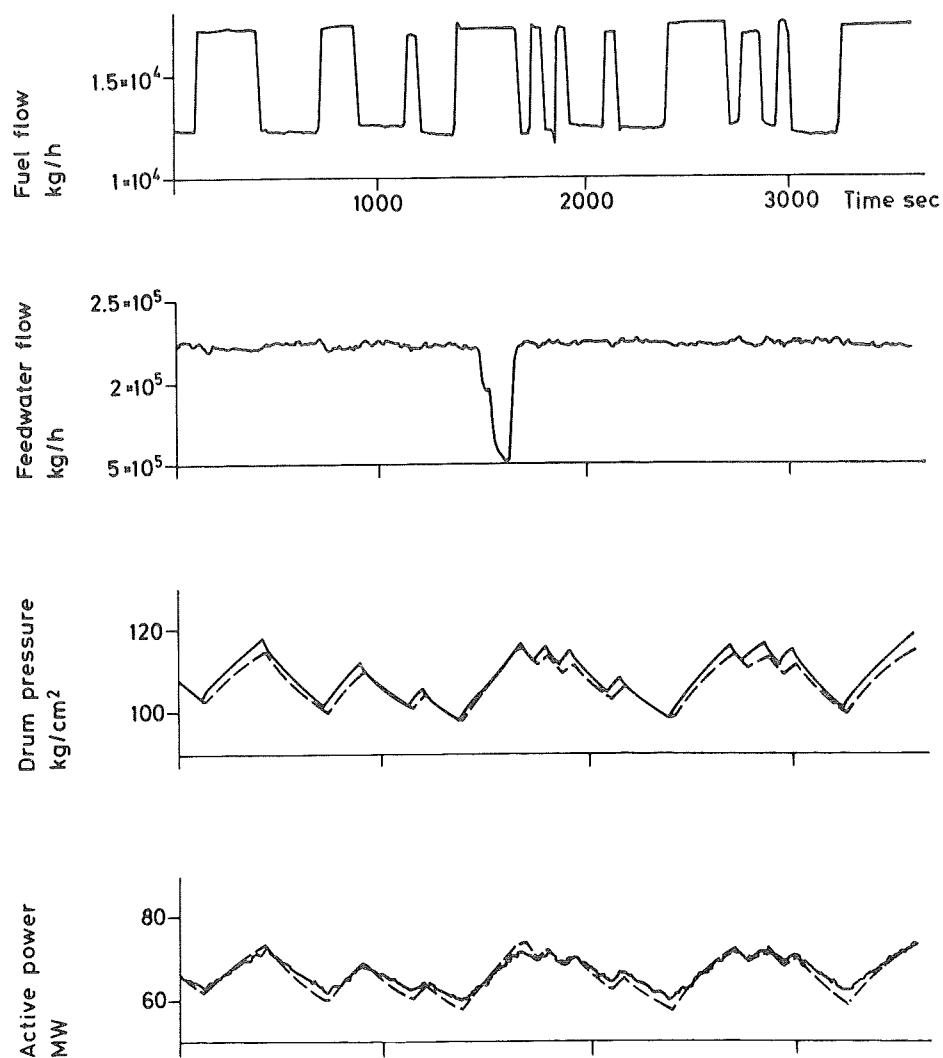 Fuel flow
kg/h
1.5×10⁴
1×10⁴
1000
2000
3000
Time sec
Feedwater flow
kg/h
2.5×10⁵
2×10⁵
5×10⁵
Drum pressure
kg/cm²
120
100
Active power
MW
80
60